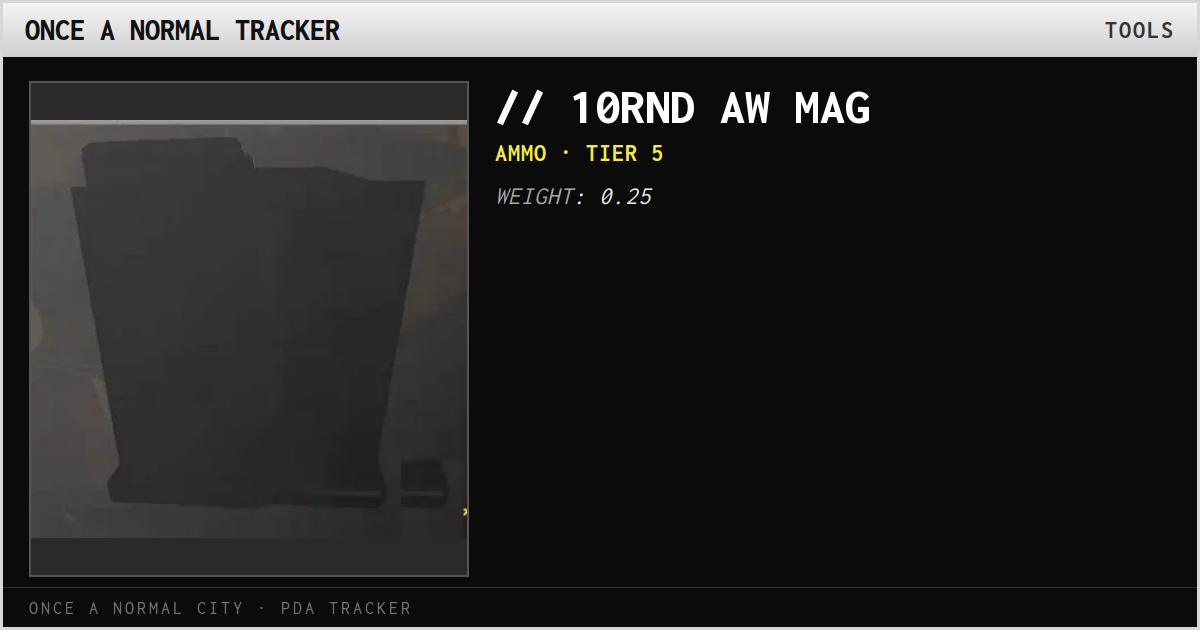 ONCE A NORMAL TRACKER
TOOLS
// 10RND AW MAG
AMMO · TIER 5
WEIGHT: 0.25
ONCE A NORMAL CITY · PDA TRACKER